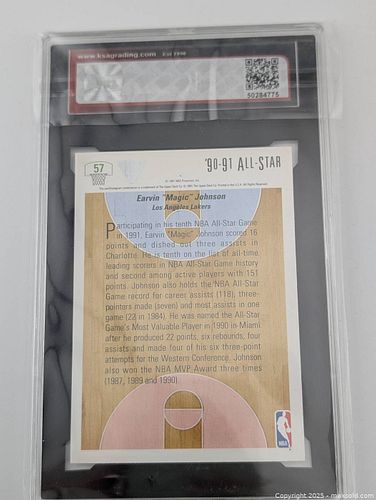 www.ksagrading.com
50284775
57
'90-91 ALL-STAR
Earvin "Magic" Johnson
Los Angeles Lakers
Participating in his tenth NBA All-Star Game
in 1991, Earvin "Magic" Johnson scored 16
points and dished out three assists in
Charlotte. He is tenth on the list of all-time
leading scorers in NBA All-Star Game history
and second among active players with 151
points. Johnson also holds the NBA All-Star
Game record for career assists (118), three-
pointers made (seven) and most assists in one
game (22 in 1984). He was named the All-Star
Game's Most Valuable Player in 1990 in Miami
after he produced 22 points, six rebounds, four
assists and made four of his six three-point
attempts for the Western Conference. Johnson
also won the NBA MVP Award three times
(1987, 1989 and 1990).
NBA
Copyright 2025 - maxsold.com